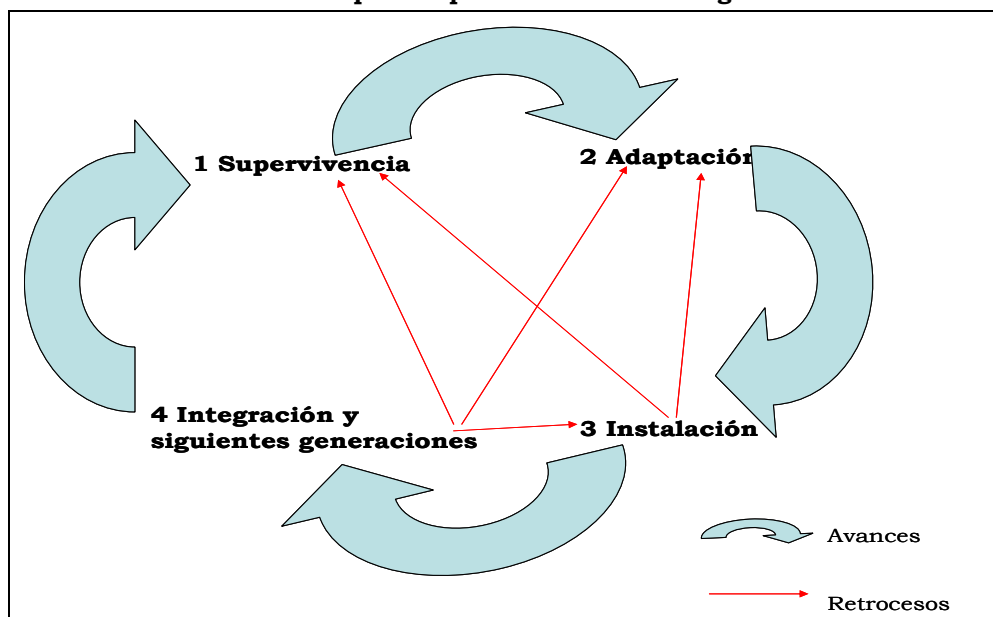 1 Supervivencia
2 Adaptación
4 Integración y
siguientes generaciones
3 Instalación
Avances
Retrocesos